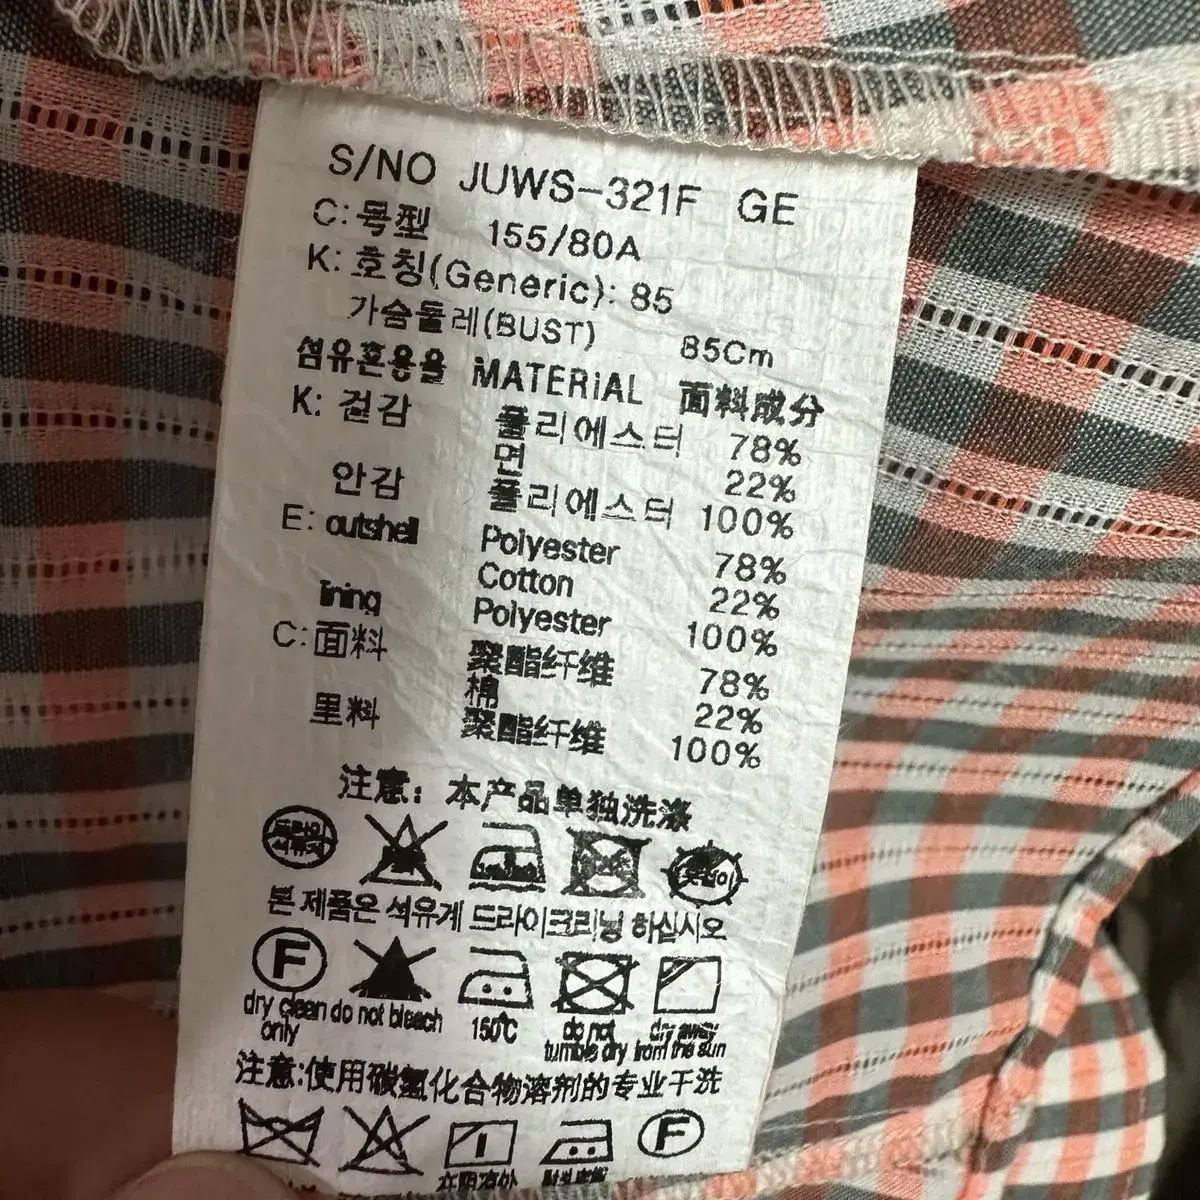 S/NO JUWS-321F GE
C:号型 155/80A
K: 호칭(Generic): 85
가슴둘레(BUST) 85Cm
섬유혼용율 MATERIAL 面料成分
K: 겉감 폴리에스터 78%
면 22%
안감 폴리에스터 100%
E: outshell Polyester 78%
Cotton 22%
lining Polyester 100%
C:面料 聚酯纤维 78%
棉 22%
里料 聚酯纤维 100%
注意: 本产品单独洗涤
드라이 석유계
본 제품은 석유계 드라이크리닝 하십시오
F
dry clean only do not bleach 150℃ do not tumble dry dry away from the sun
注意:使用碳氢化合物溶剂的专业干洗
F